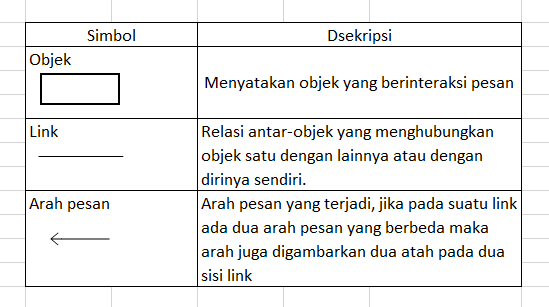 Simbol
Dsekripsi
Objek
Menyatakan objek yang berinteraksi pesan
Link
Relasi antar-objek yang menghubungkan
objek satu dengan lainnya atau dengan
dirinya sendiri.
Arah pesan
Arah pesan yang terjadi, jika pada suatu link
ada dua arah pesan yang berbeda maka
arah juga digambarkan dua atah pada dua
sisi link